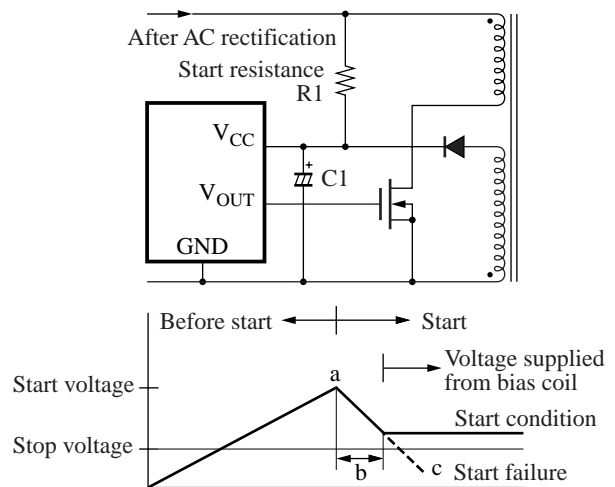 After AC rectification
Start resistance
R1
VCC
C1
VOUT
GND
Before start
Start
Voltage supplied
from bias coil
Start voltage
a
Start condition
Stop voltage
b
c
Start failure